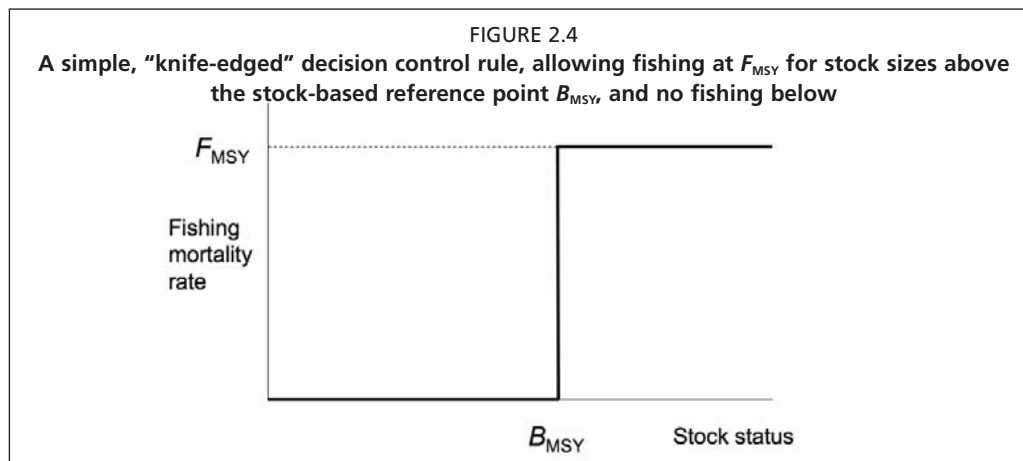 FIGURE 2.4
A simple, “knife-edged” decision control rule, allowing fishing at FMSY for stock sizes above
the stock-based reference point BMSY, and no fishing below
FMSY
Fishing
mortality
rate
BMSY
Stock status